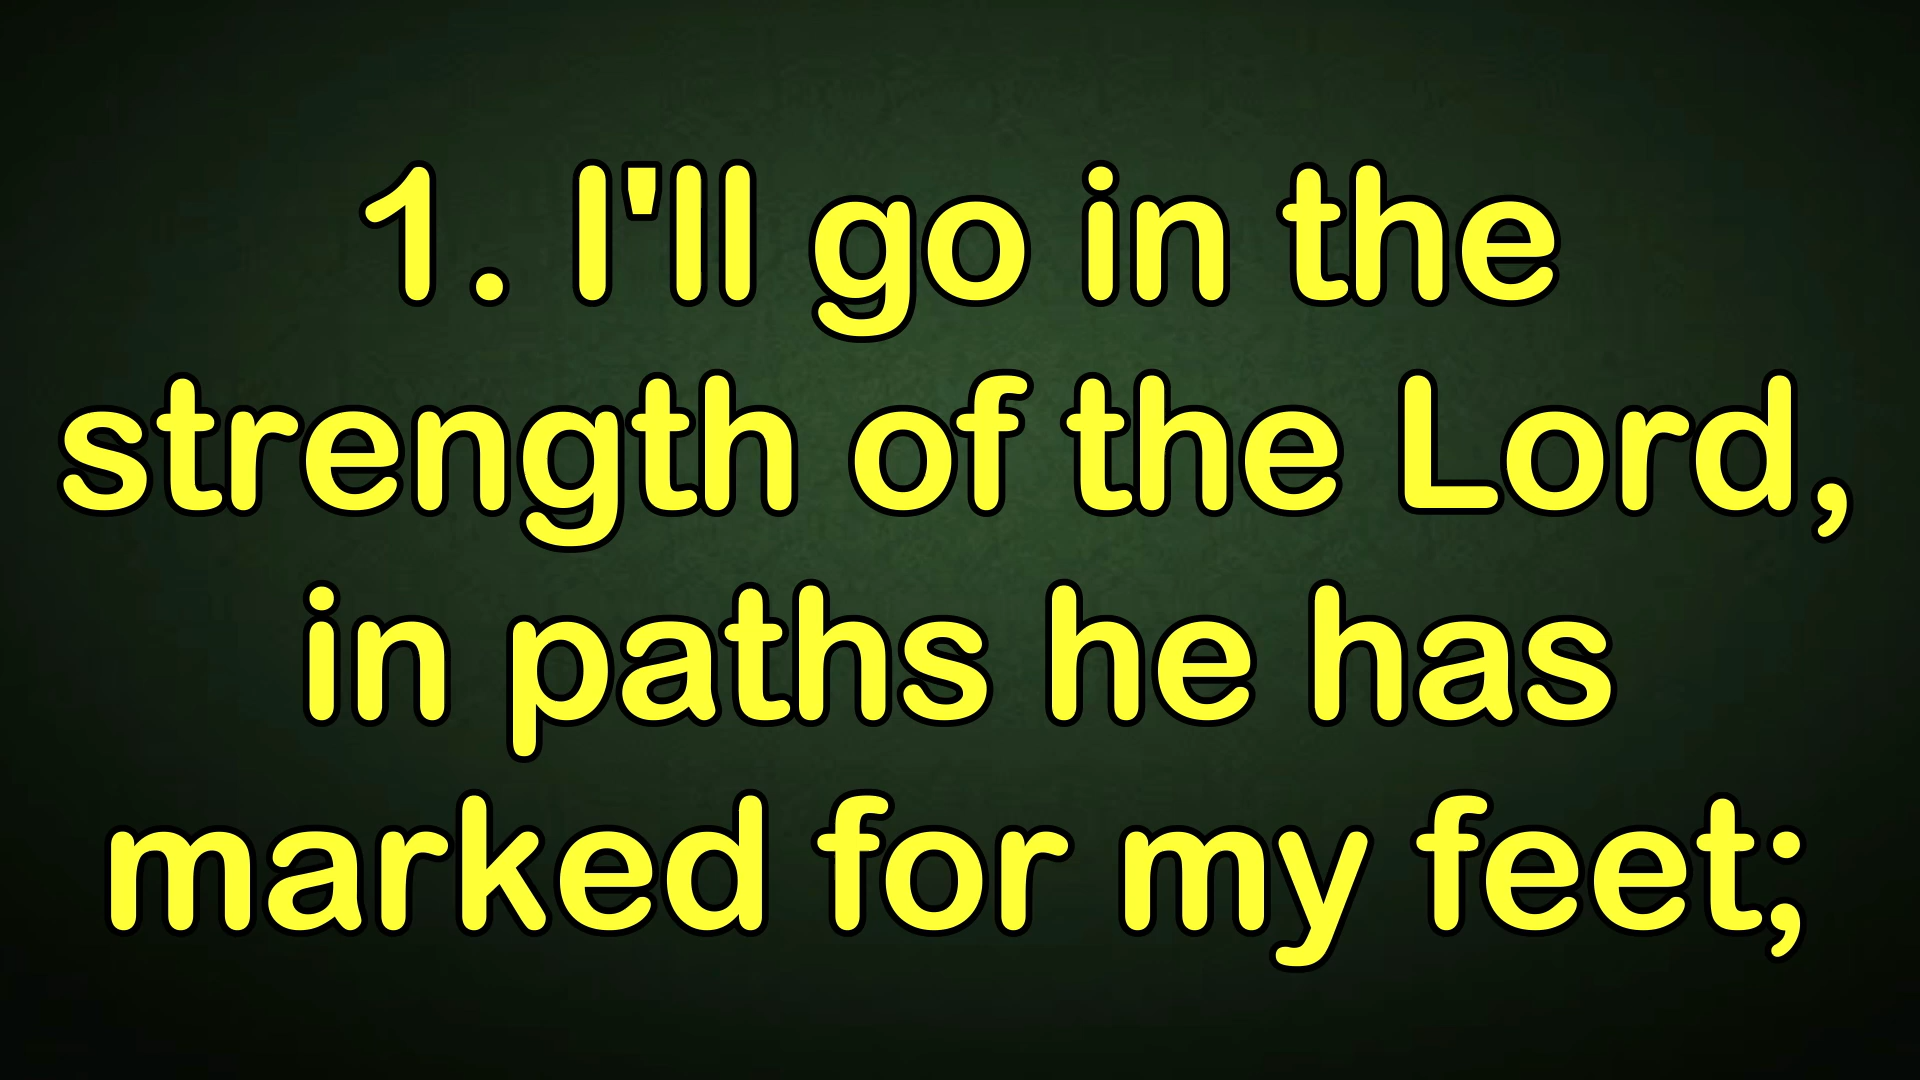 1. I'll go in the
strength of the Lord,
in paths he has
marked for my feet;